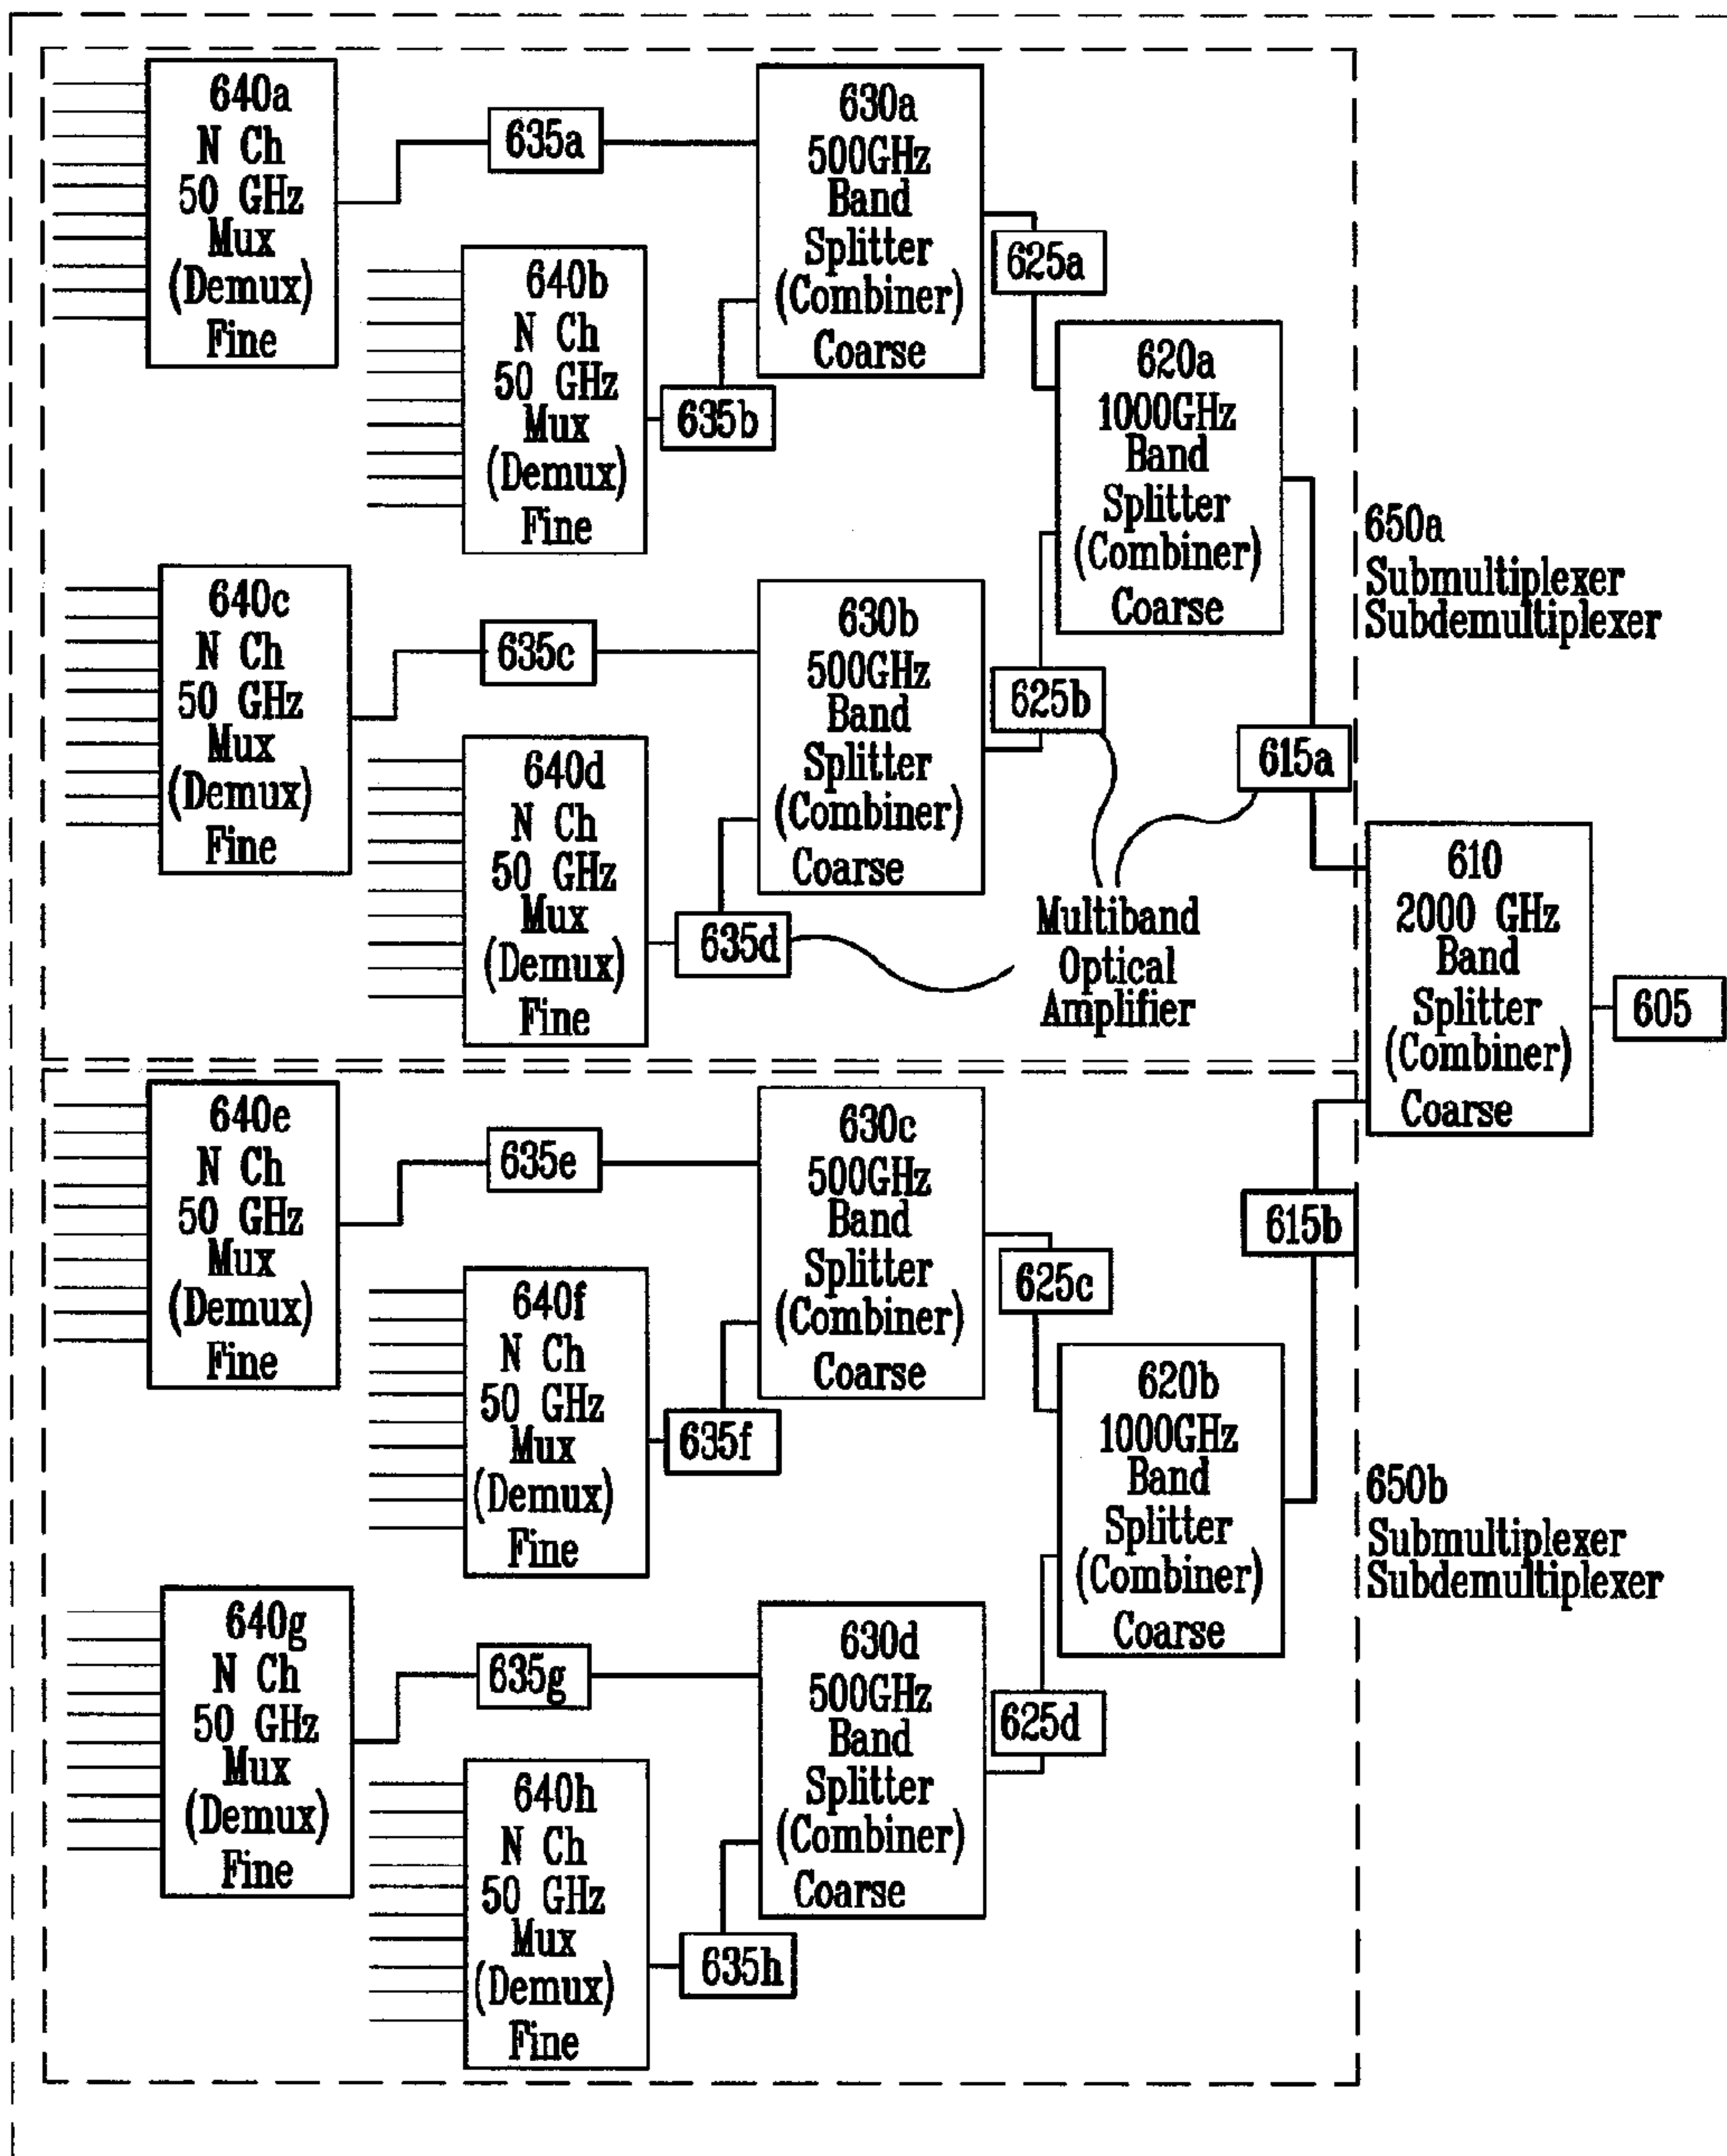 640a
N Ch
50 GHz
Mux
(Demux)
Fine
635a
630a
500GHz
Band
Splitter
(Combiner)
Coarse
640b
N Ch
50 GHz
Mux
(Demux)
Fine
635b
625a
620a
1000GHz
Band
Splitter
(Combiner)
Coarse
650a
Submultiplexer
Subdemultiplexer
640c
N Ch
50 GHz
Mux
(Demux)
Fine
635c
630b
500GHz
Band
Splitter
(Combiner)
Coarse
625b
615a
640d
N Ch
50 GHz
Mux
(Demux)
Fine
635d
Multiband
Optical
Amplifier
610
2000 GHz
Band
Splitter
(Combiner)
Coarse
605
640e
N Ch
50 GHz
Mux
(Demux)
Fine
635e
630c
500GHz
Band
Splitter
(Combiner)
Coarse
615b
625c
640f
N Ch
50 GHz
Mux
(Demux)
Fine
635f
620b
1000GHz
Band
Splitter
(Combiner)
Coarse
650b
Submultiplexer
Subdemultiplexer
640g
N Ch
50 GHz
Mux
(Demux)
Fine
635g
630d
500GHz
Band
Splitter
(Combiner)
Coarse
625d
640h
N Ch
50 GHz
Mux
(Demux)
Fine
635h